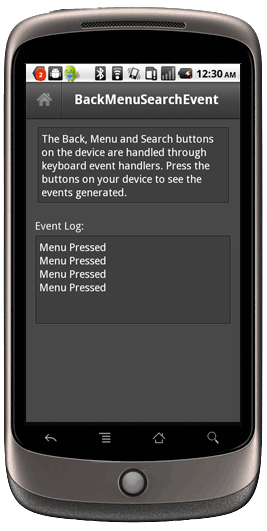 2
12:30 AM
BackMenuSearchEvent
The Back, Menu and Search buttons
on the device are handled through
keyboard event handlers. Press the
buttons on your device to see the
events generated.
Event Log:
Menu Pressed
Menu Pressed
Menu Pressed
Menu Pressed